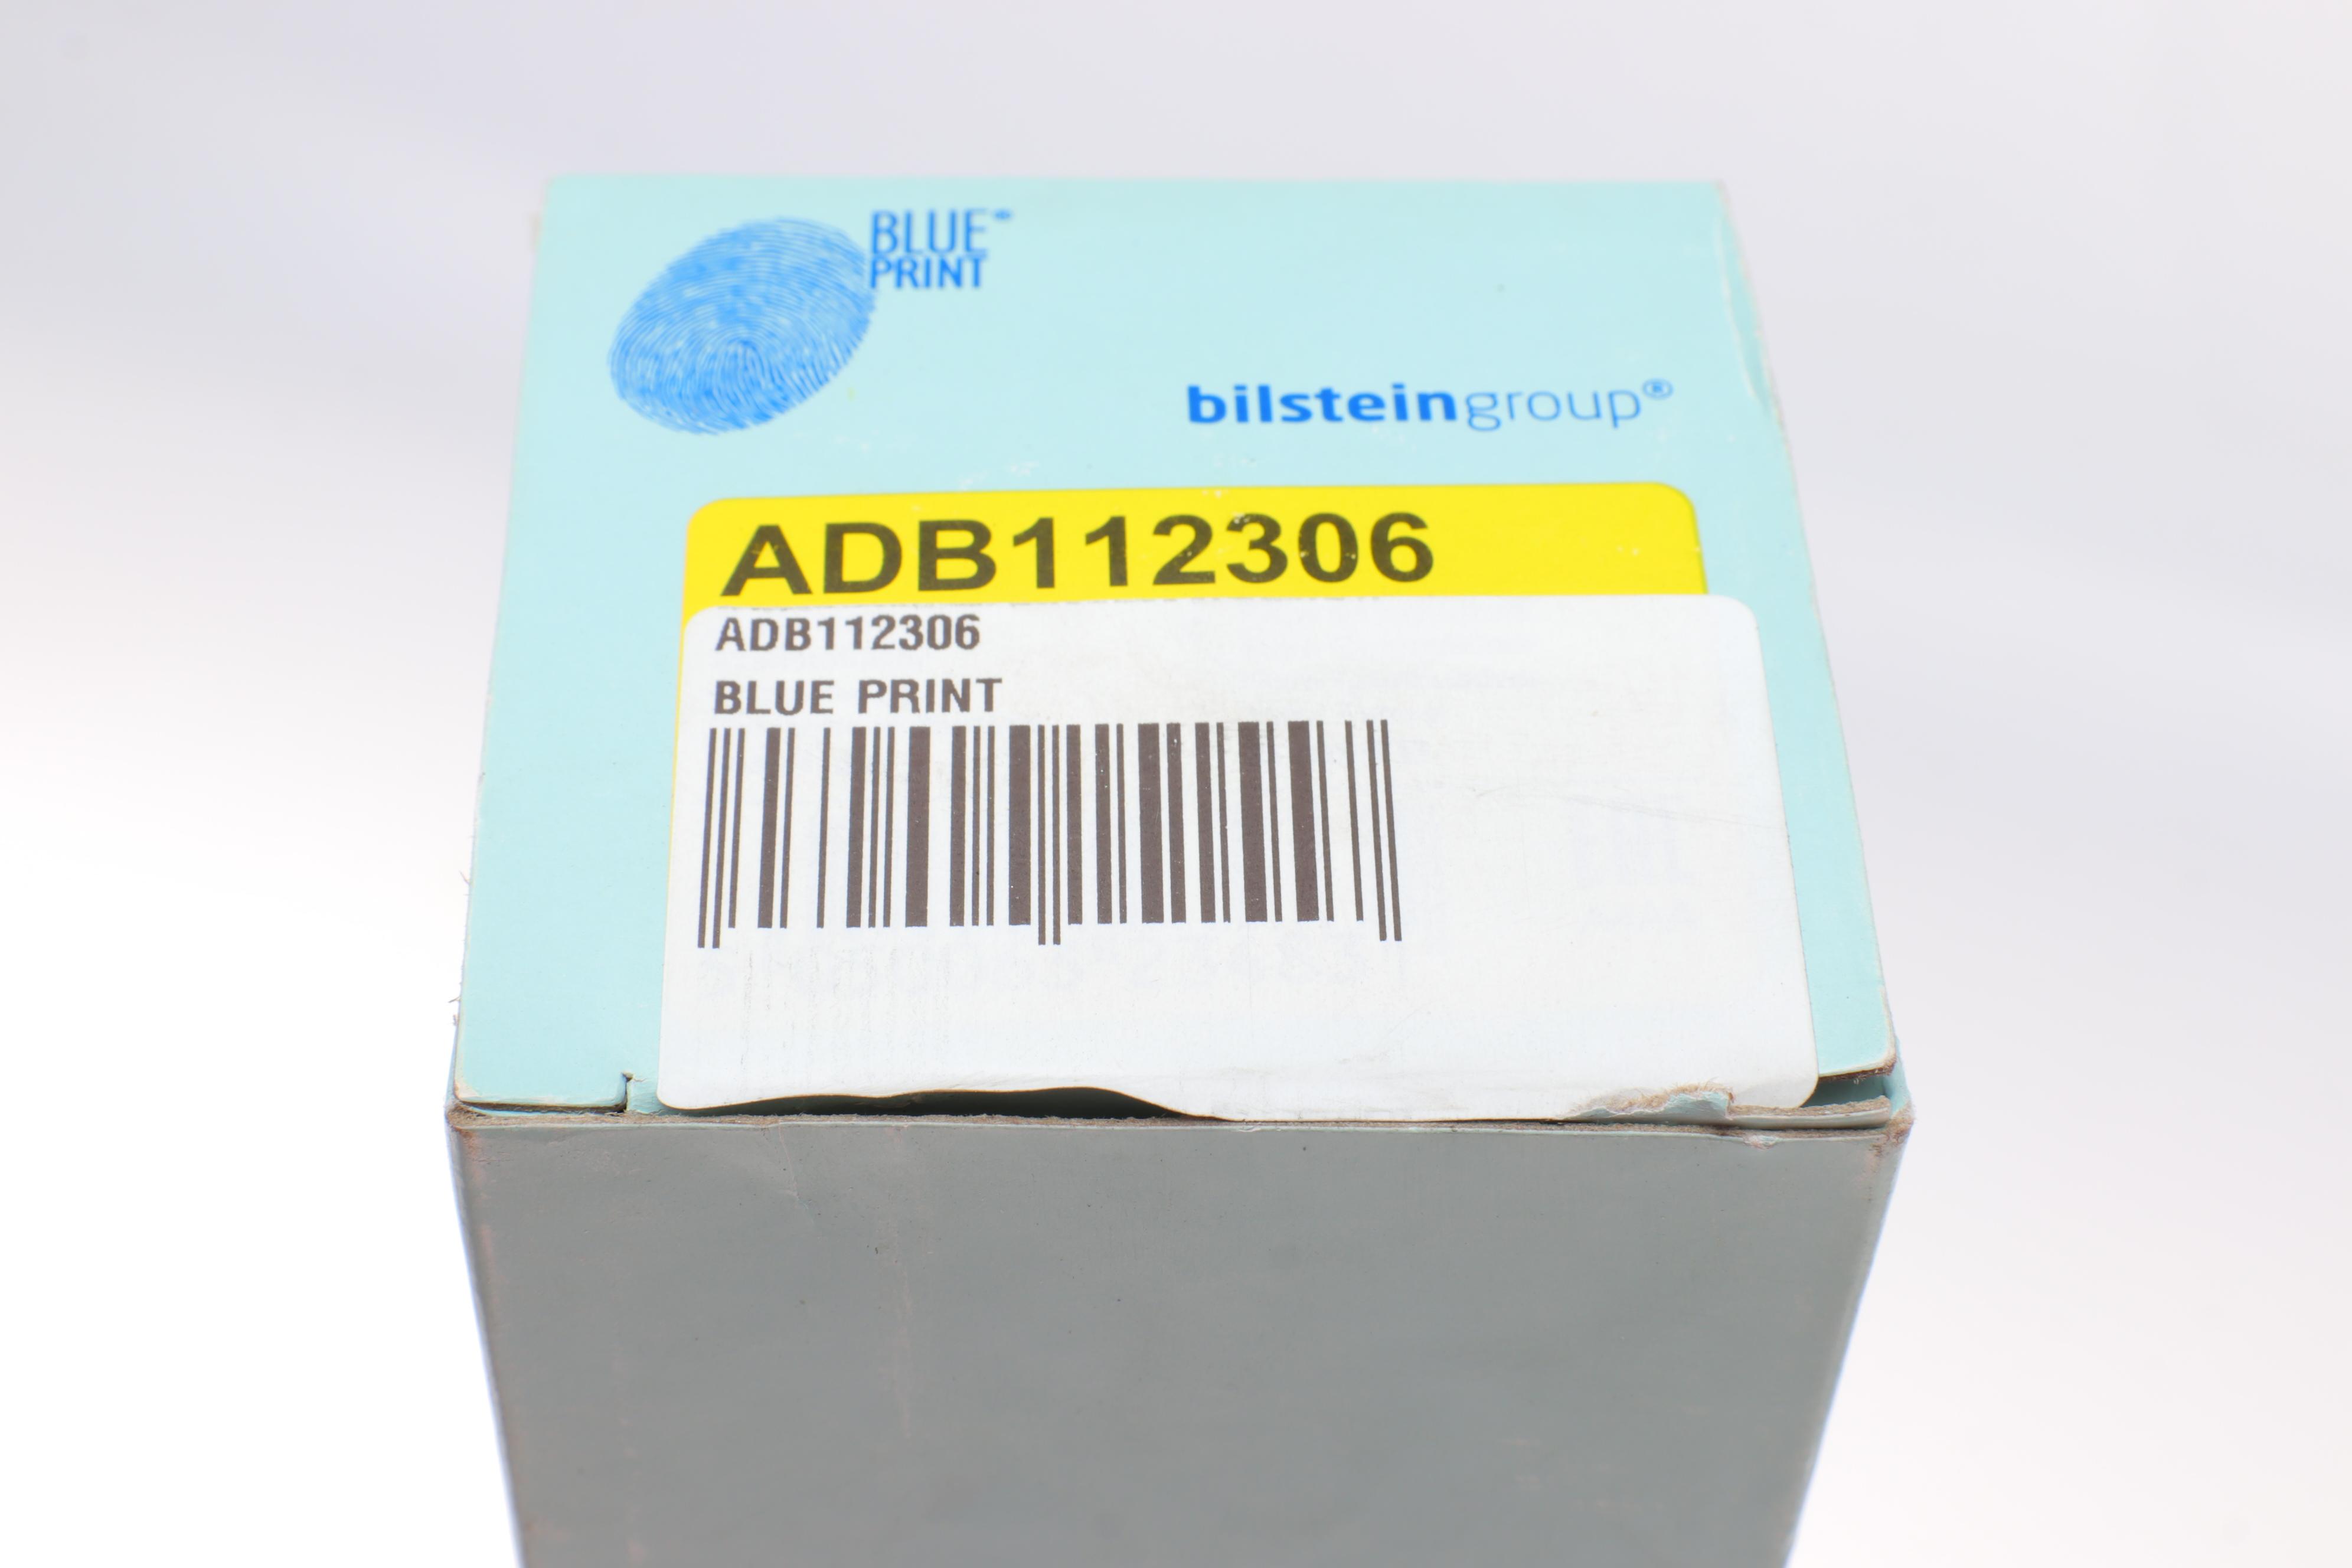 BLUE®
PRINT
bilsteingroup®
ADB112306
ADB112306
BLUE PRINT